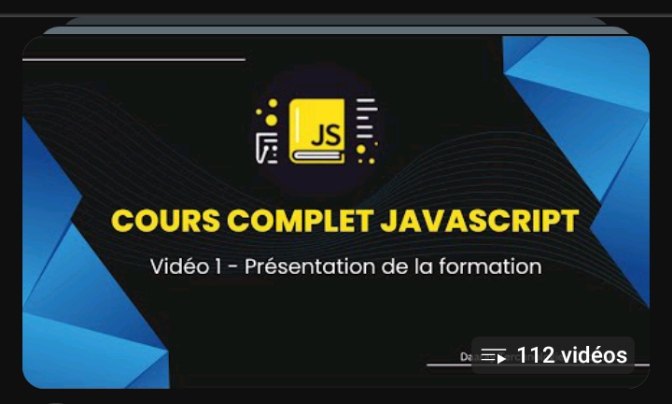 JS
COURS COMPLET JAVASCRIPT
Vidéo 1 - Présentation de la formation
112 vidéos